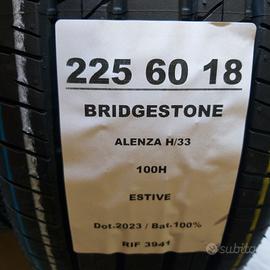 225 60 18
BRIDGESTONE
ALENZA H/33
100H
ESTIVE
Dot.2023 / Bat.100%
RIF 3941
subito